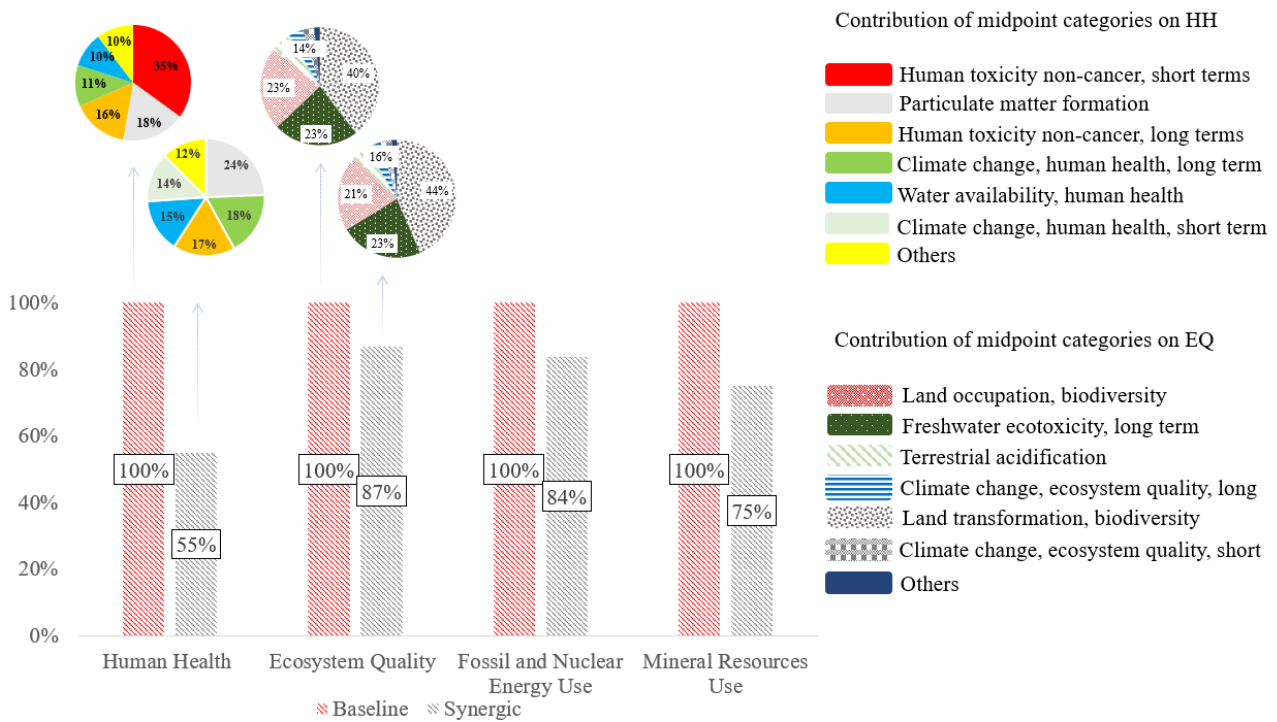 Contribution of midpoint categories on HH
Human toxicity non-cancer, short terms
Particulate matter formation
Human toxicity non-cancer, long terms
Climate change, human health, long term
Water availability, human health
Climate change, human health, short term
Others
10%
35%
18%
16%
11%
10%
14%
40%
23%
23%
12%
24%
18%
17%
15%
14%
16%
44%
23%
21%
Contribution of midpoint categories on EQ
Land occupation, biodiversity
Freshwater ecotoxicity, long term
Terrestrial acidification
Climate change, ecosystem quality, long
Land transformation, biodiversity
Climate change, ecosystem quality, short
Others
100%
80%
60%
40%
20%
0%
100%
55%
100%
87%
100%
84%
100%
75%
Human Health
Ecosystem Quality
Fossil and Nuclear
Energy Use
Mineral Resources
Use
Baseline
Synergic